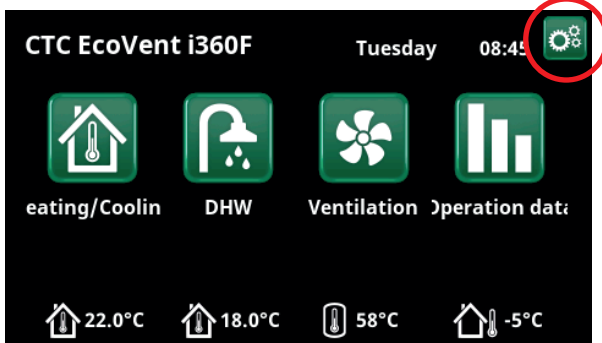 CTC EcoVent i360F Tuesday 08:45
eating/Coolin DHW Ventilation Operation data
22.0°C 18.0°C 58°C -5°C